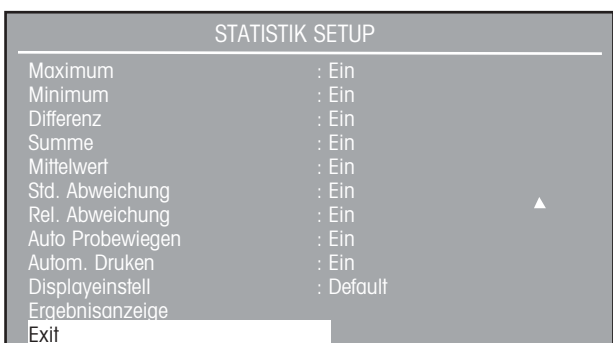 STATISTIK SETUP
Maximum : Ein
Minimum : Ein
Differenz : Ein
Summe : Ein
Mittelwert : Ein
Std. Abweichung : Ein
Rel. Abweichung : Ein
Auto Probewiegen : Ein
Autom. Druken : Ein
Displayeinstell : Default
Ergebnisanzeige
Exit